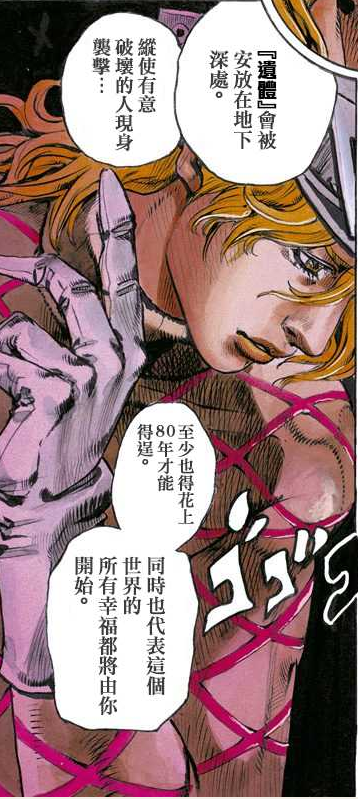 『遺體』會被
安放在地下
深處。
縱使有意
破壞的人現身
襲擊…
至少也得花上
80年才能
得逞。
同時也代表這個
世界的
所有幸福都將由你
開始。
ゴゴ